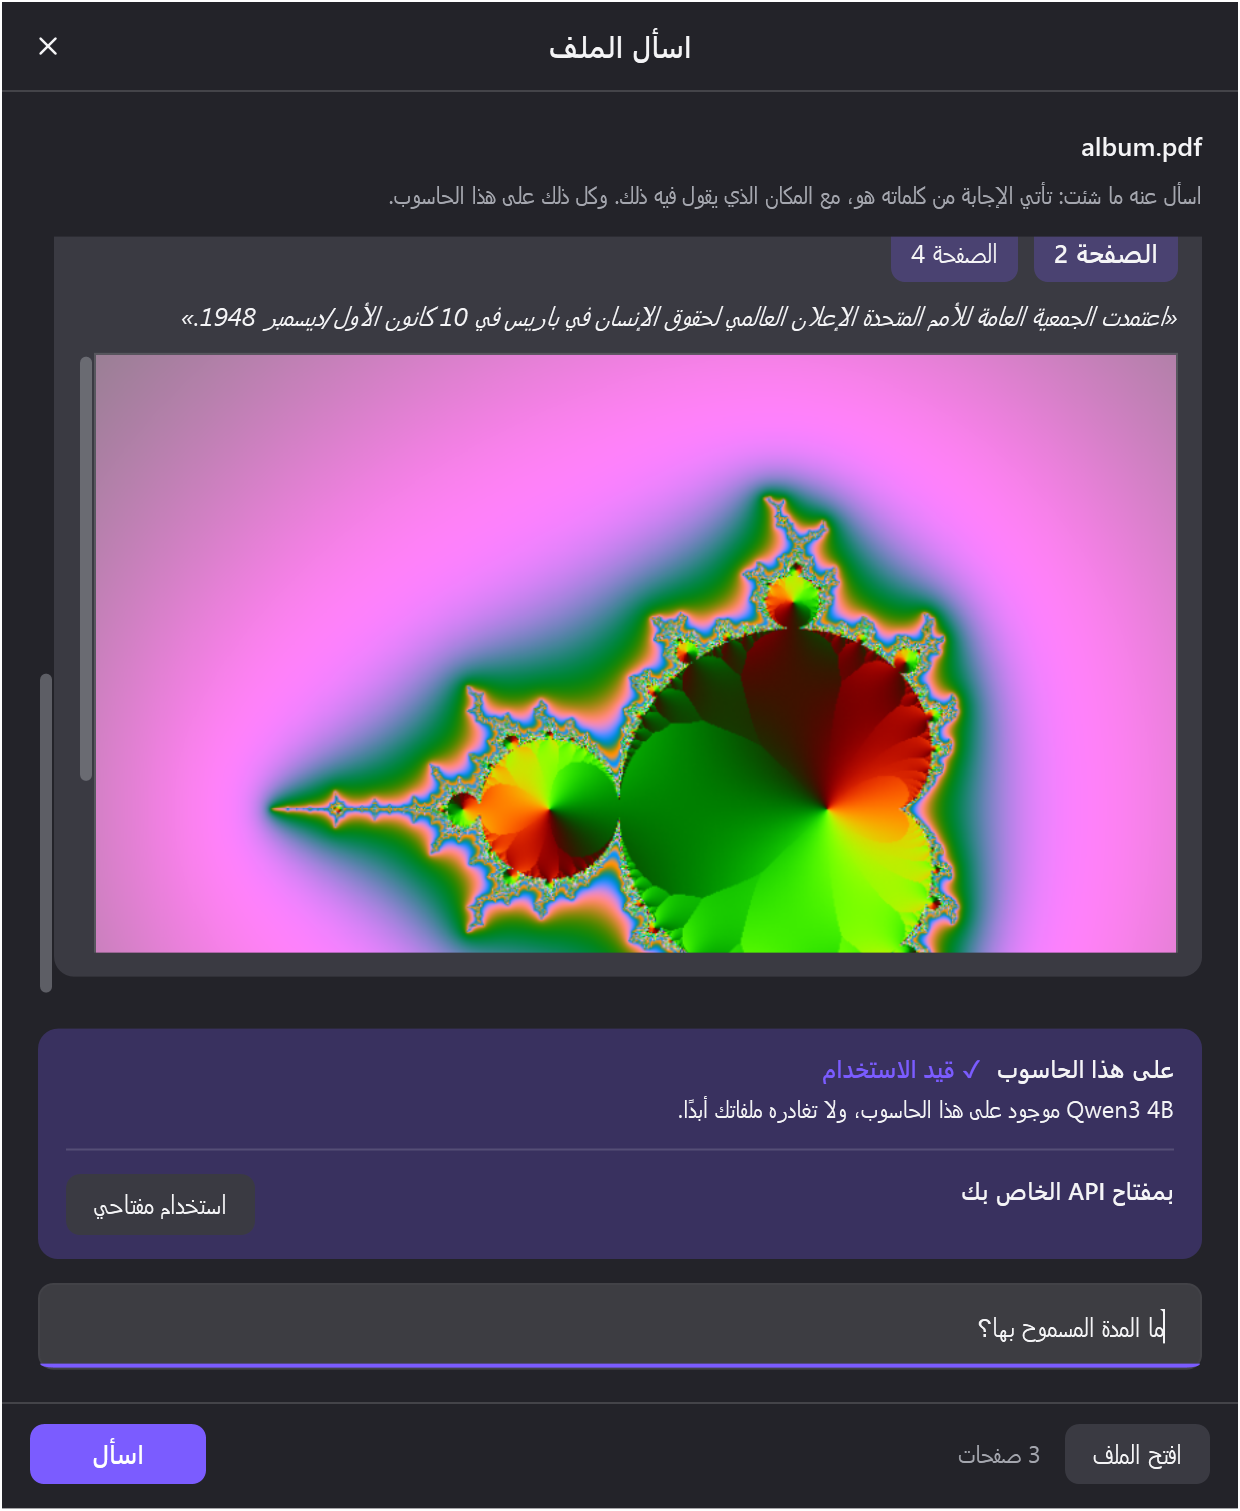 اسأل الملف
album.pdf
اسأل عنه ما شئت: تأتي الإجابة من كلماته هو، مع المكان الذي يقول فيه ذلك. وكل ذلك على هذا الحاسوب.
الصفحة 2 الصفحة 4
«اعتمدت الجمعية العامة للأمم المتحدة الإعلان العالمي لحقوق الإنسان في باريس في 10 كانون الأول/ديسمبر 1948.»
على هذا الحاسوب ✓ قيد الاستخدام
Qwen3 4B موجود على هذا الحاسوب، ولا تغادره ملفاتك أبدًا.
بمفتاح API الخاص بك
استخدام مفتاحي
ما المدة المسموح بها؟
افتح الملف 3 صفحات اسأل